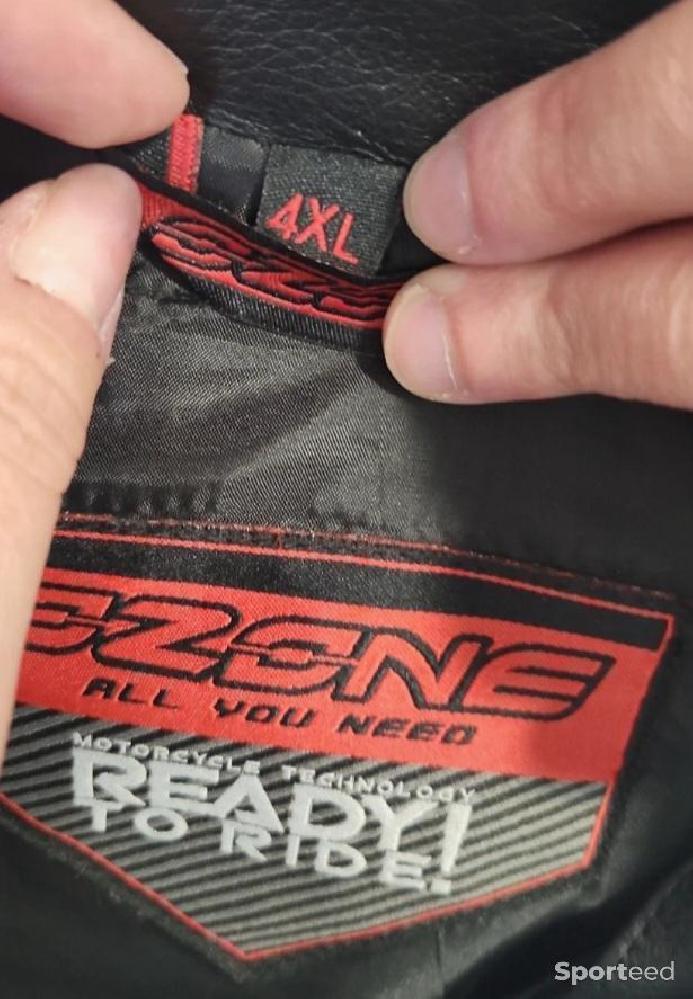 4XL
OZONE
ALL YOU NEED
MOTORCYCLE TECHNOLOGY
READY!
TO RIDE.
Sporteed